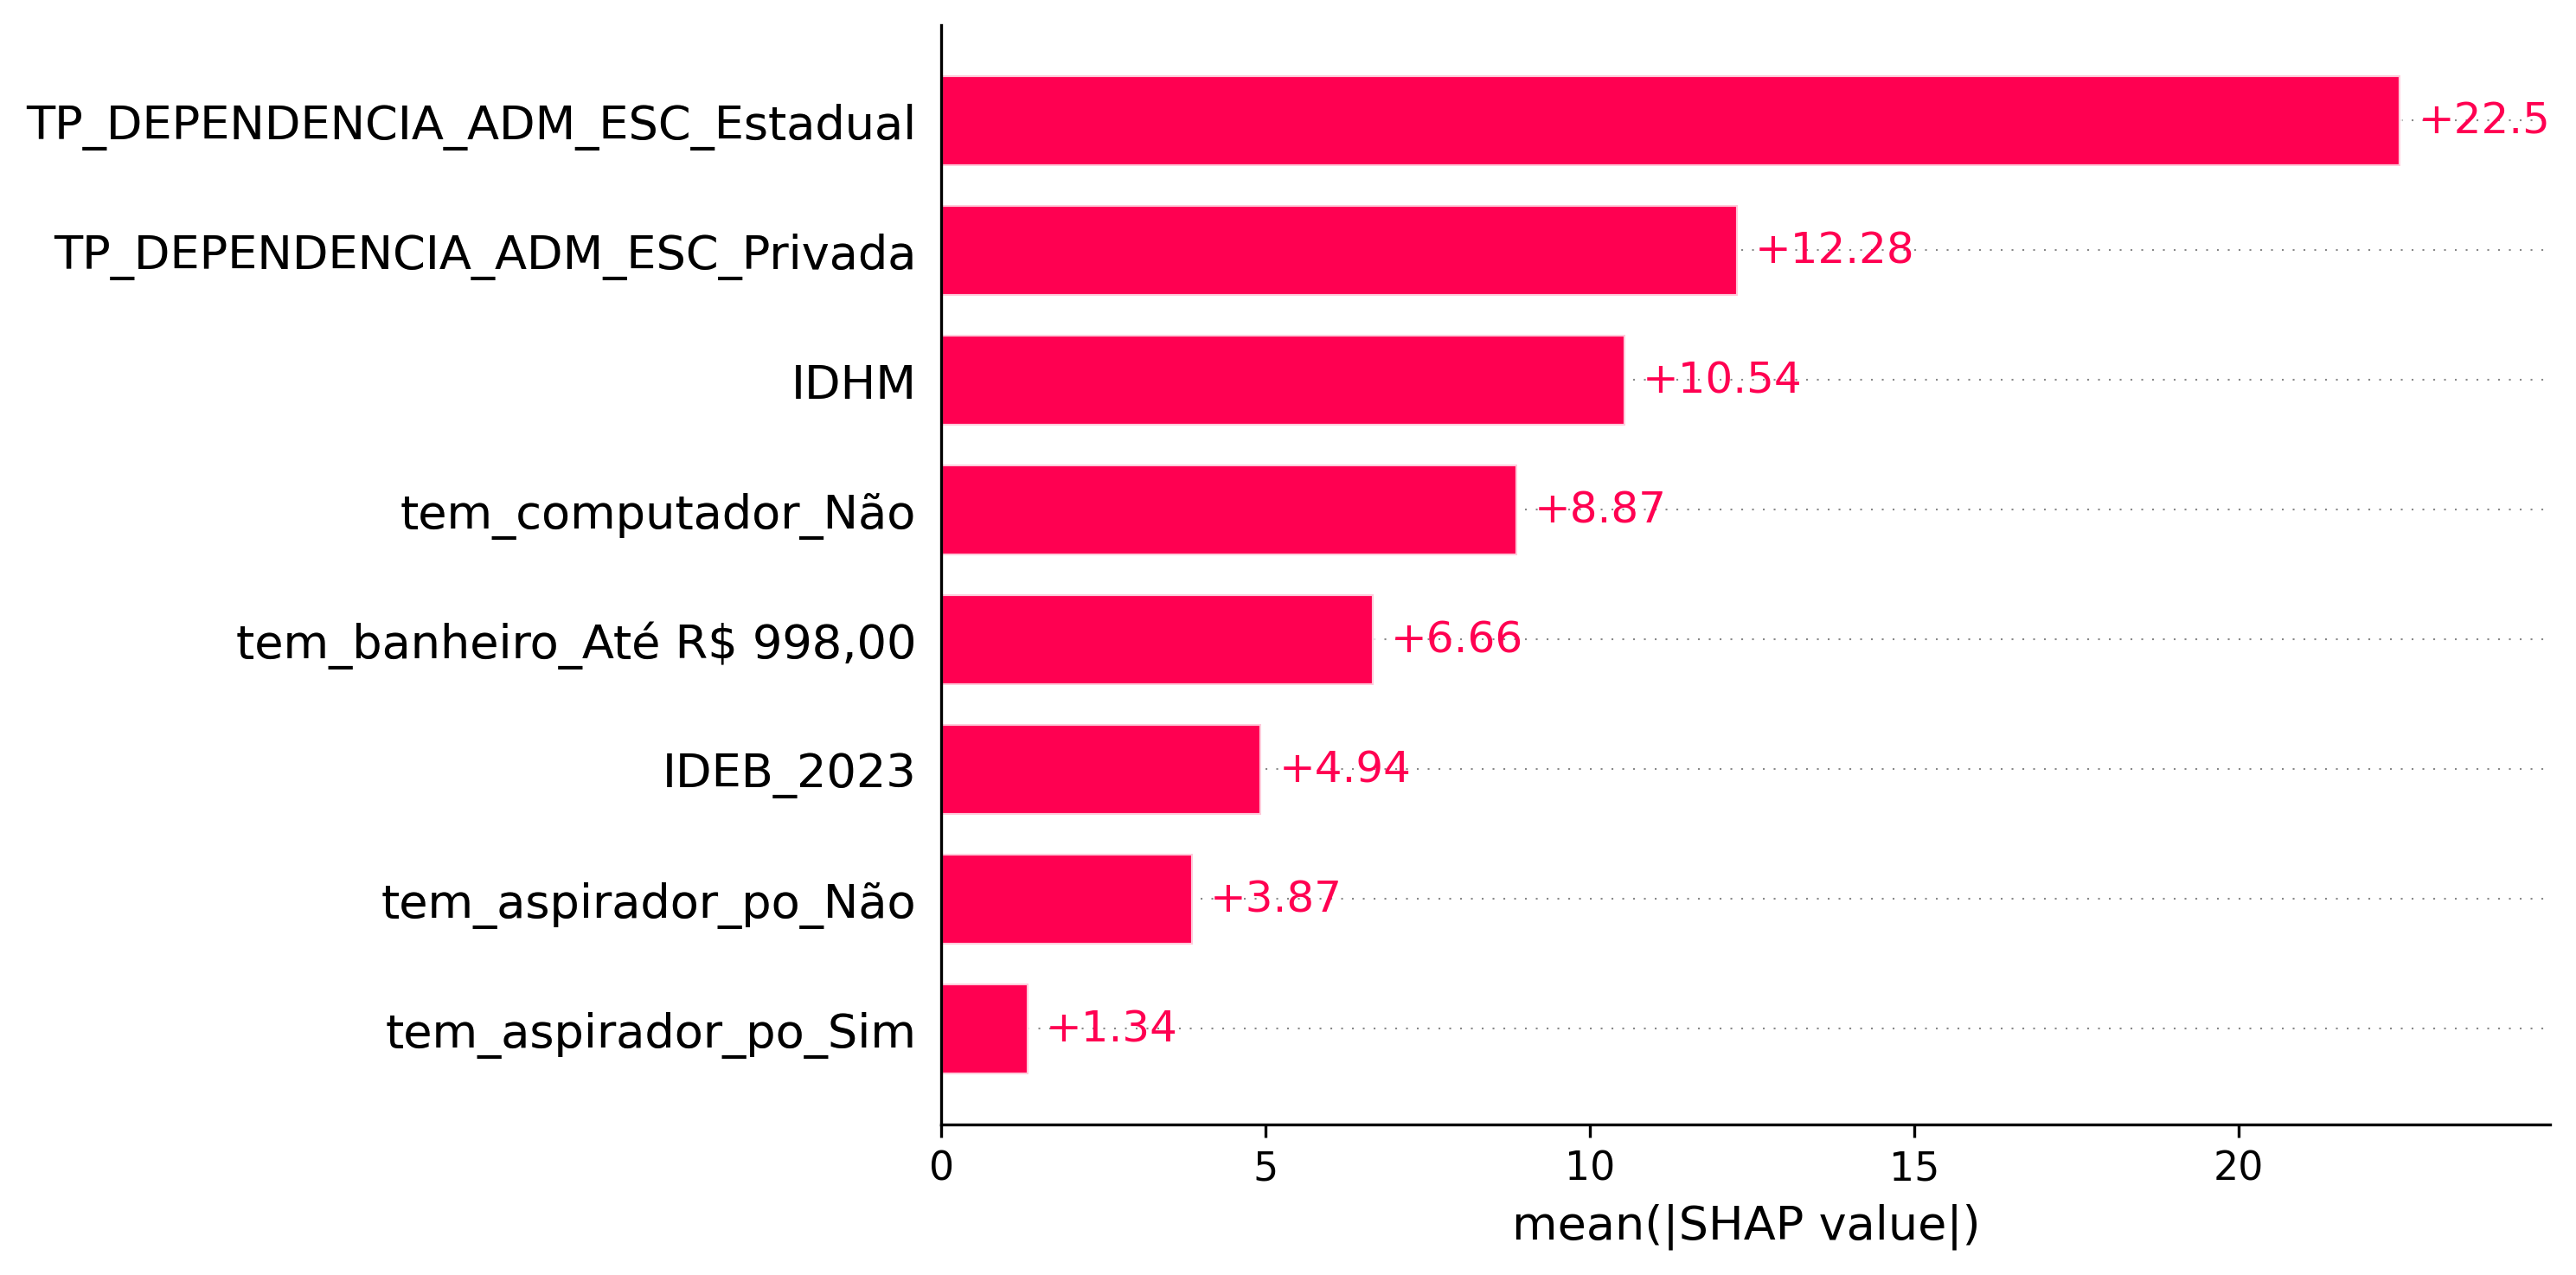 TP_DEPENDENCIA_ADM_ESC_Estadual +22.5
TP_DEPENDENCIA_ADM_ESC_Privada +12.28
IDHM +10.54
tem_computador_Não +8.87
tem_banheiro_Até R$ 998,00 +6.66
IDEB_2023 +4.94
tem_aspirador_po_Não +3.87
tem_aspirador_po_Sim +1.34
0 5 10 15 20
mean(|SHAP value|)